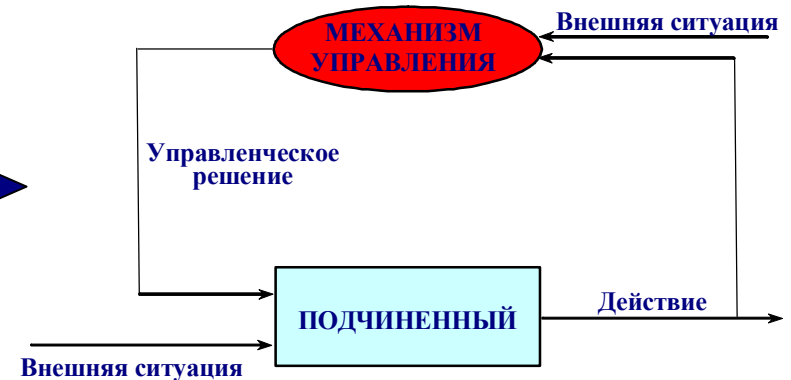 Внешняя ситуация
МЕХАНИЗМ
УПРАВЛЕНИЯ
Управленческое
решение
Действие
ПОДЧИНЕННЫЙ
Внешняя ситуация